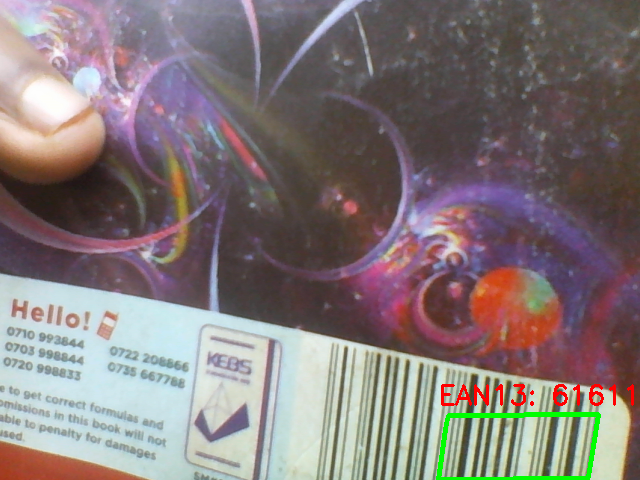 Hello!
0710 993844
0703 998844
0720 998833
0722 208866
0735 667788
KEBS
e to get correct formulas and
omissions in this book will not
able to penalty for damages
used.
EAN13: 61611